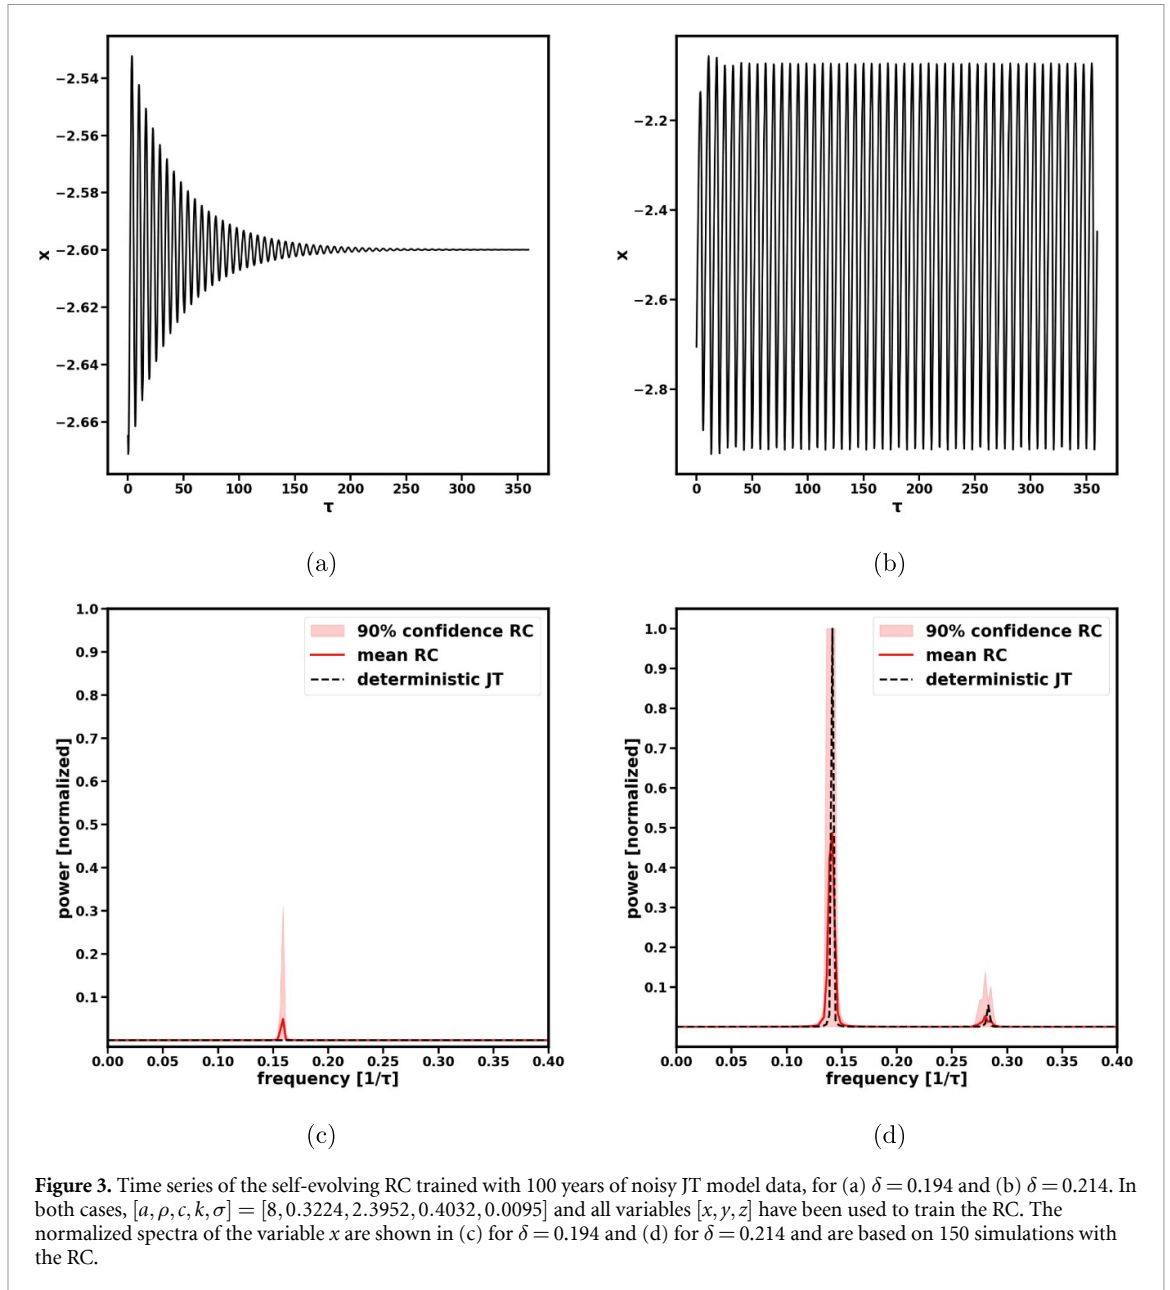 −2.54
−2.56
−2.58
−2.60
−2.62
−2.64
−2.66
x
0 50 100 150 200 250 300 350
τ
(a)
−2.2
−2.4
−2.6
−2.8
x
0 50 100 150 200 250 300 350
τ
(b)
1.0
0.9
0.8
0.7
0.6
0.5
0.4
0.3
0.2
0.1
power [normalized]
90% confidence RC
mean RC
deterministic JT
0.00 0.05 0.10 0.15 0.20 0.25 0.30 0.35 0.40
frequency [1/τ]
(c)
1.0
0.9
0.8
0.7
0.6
0.5
0.4
0.3
0.2
0.1
power [normalized]
90% confidence RC
mean RC
deterministic JT
0.00 0.05 0.10 0.15 0.20 0.25 0.30 0.35 0.40
frequency [1/τ]
(d)
Figure 3. Time series of the self-evolving RC trained with 100 years of noisy JT model data, for (a) δ = 0.194 and (b) δ = 0.214. In
both cases, [a, ρ, c, k, σ] = [8, 0.3224, 2.3952, 0.4032, 0.0095] and all variables [x, y, z] have been used to train the RC. The
normalized spectra of the variable x are shown in (c) for δ = 0.194 and (d) for δ = 0.214 and are based on 150 simulations with
the RC.